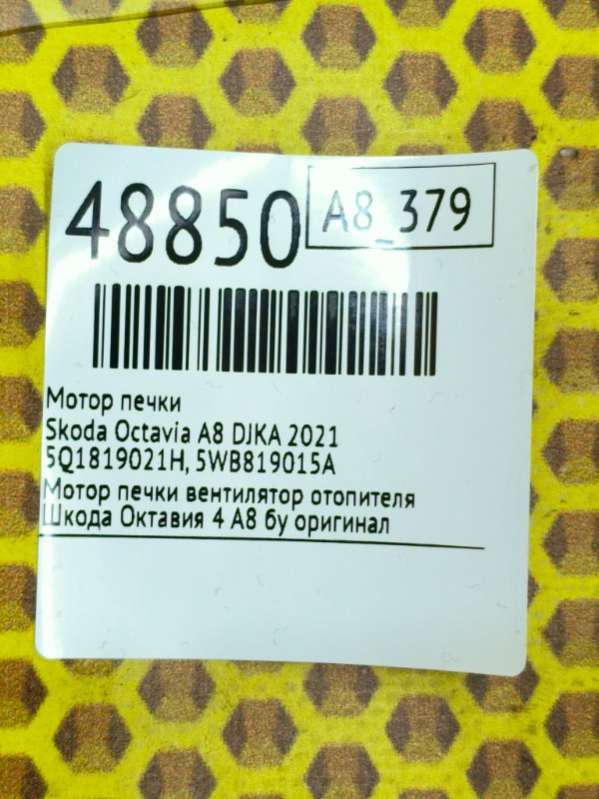 48850
A8_379
Мотор печки
Skoda Octavia A8 DJKA 2021
5Q1819021H, 5WB819015A
Мотор печки вентилятор отопителя
Шкода Октавия 4 А8 бу оригинал